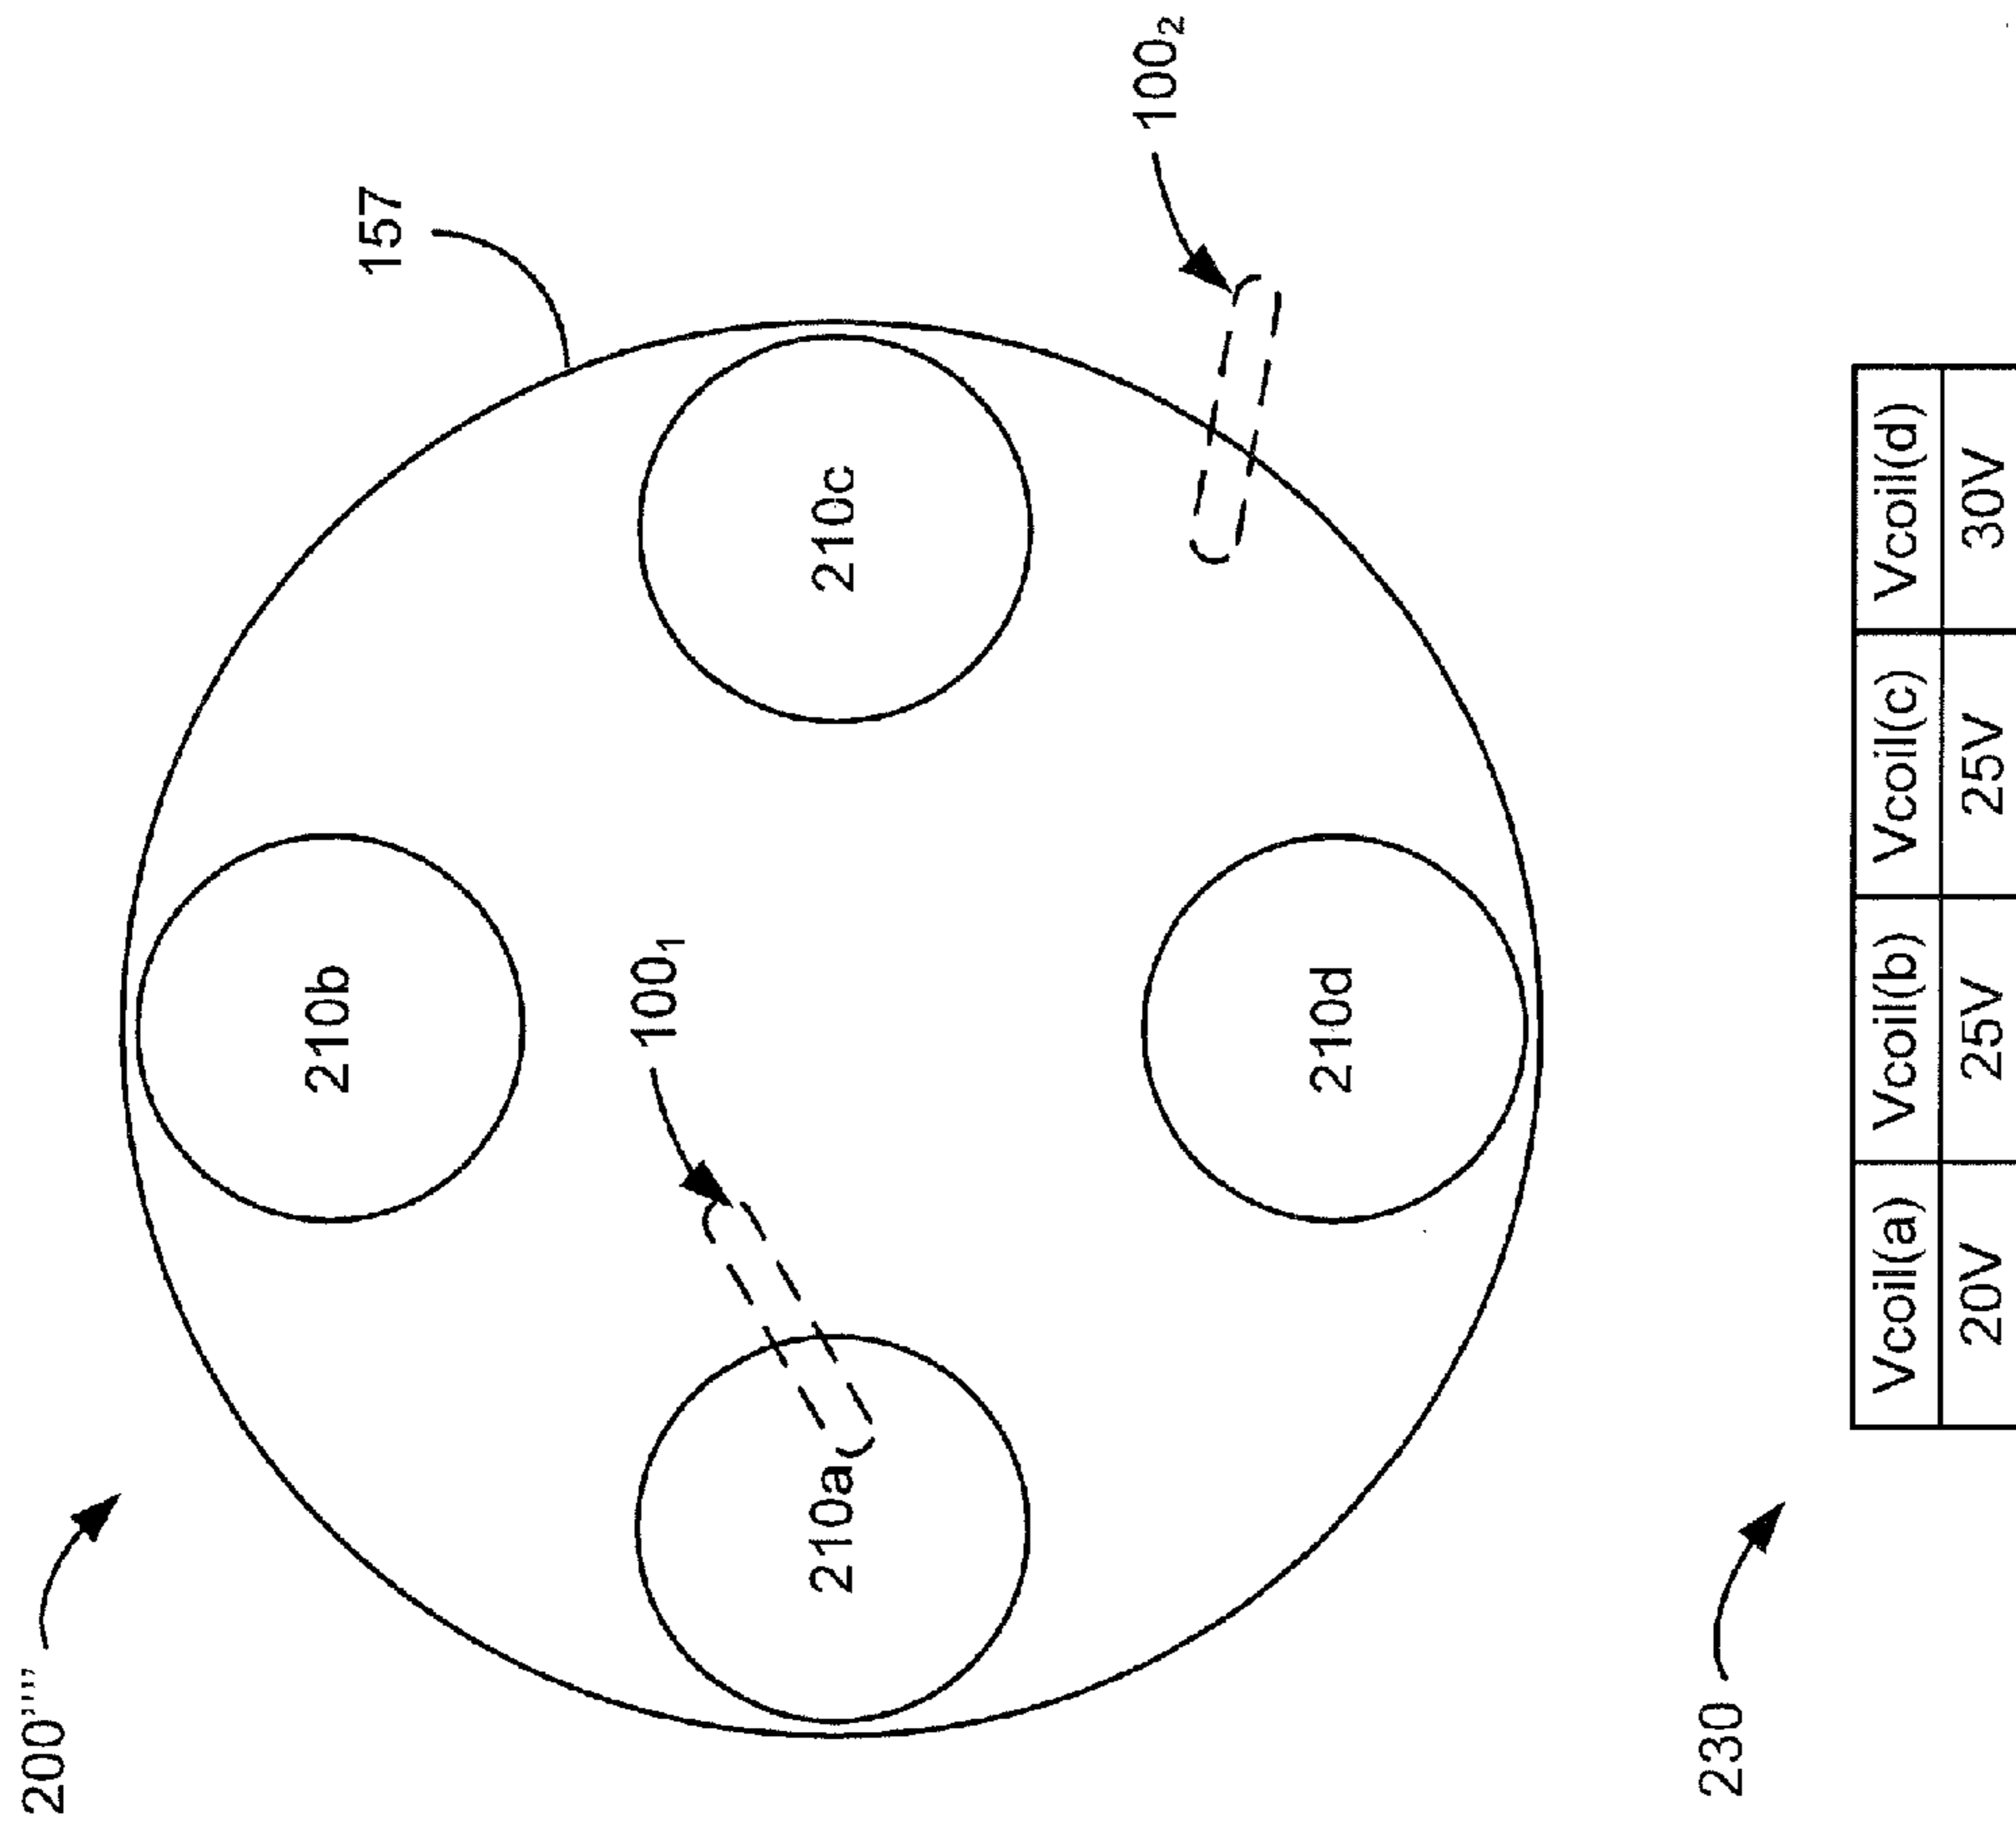 200''''
210b
157
100₁
210a
210c
100₂
210d
230
Vcoil(a) Vcoil(b) Vcoil(c) Vcoil(d)
20V 25V 25V 30V